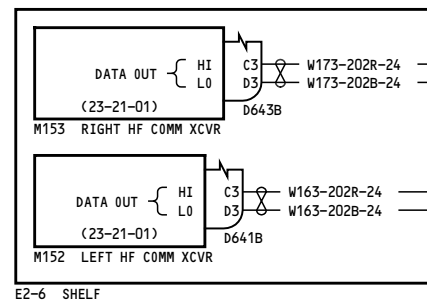 HI C3 W173-202R-24
DATA OUT
LO D3 W173-202B-24
(23-21-01)
D643B
M153 RIGHT HF COMM XCVR
HI C3 W163-202R-24
DATA OUT
LO D3 W163-202B-24
(23-21-01)
D641B
M152 LEFT HF COMM XCVR
E2-6 SHELF